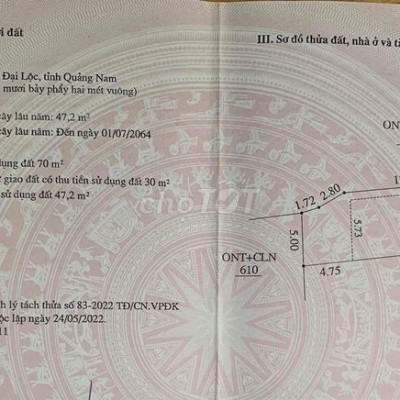 đất
III. Sơ đồ thửa đất, nhà ở và
Đại Lộc, tỉnh Quảng Nam
mươi bảy phẩy hai mét vuông)
cây lâu năm: 47,2 m²
cây lâu năm: Đến ngày 01/07/2064
dụng đất 70 m²
giao đất có thu tiền sử dụng đất 30 m²
sử dụng đất 47,2 m²
chợ TỐT
1.72
2.80
5.73
5.00
ONT+CLN
610
4.75
lý tách thửa số 83-2022 TĐ/CN.VPĐK
lập ngày 24/05/2022.